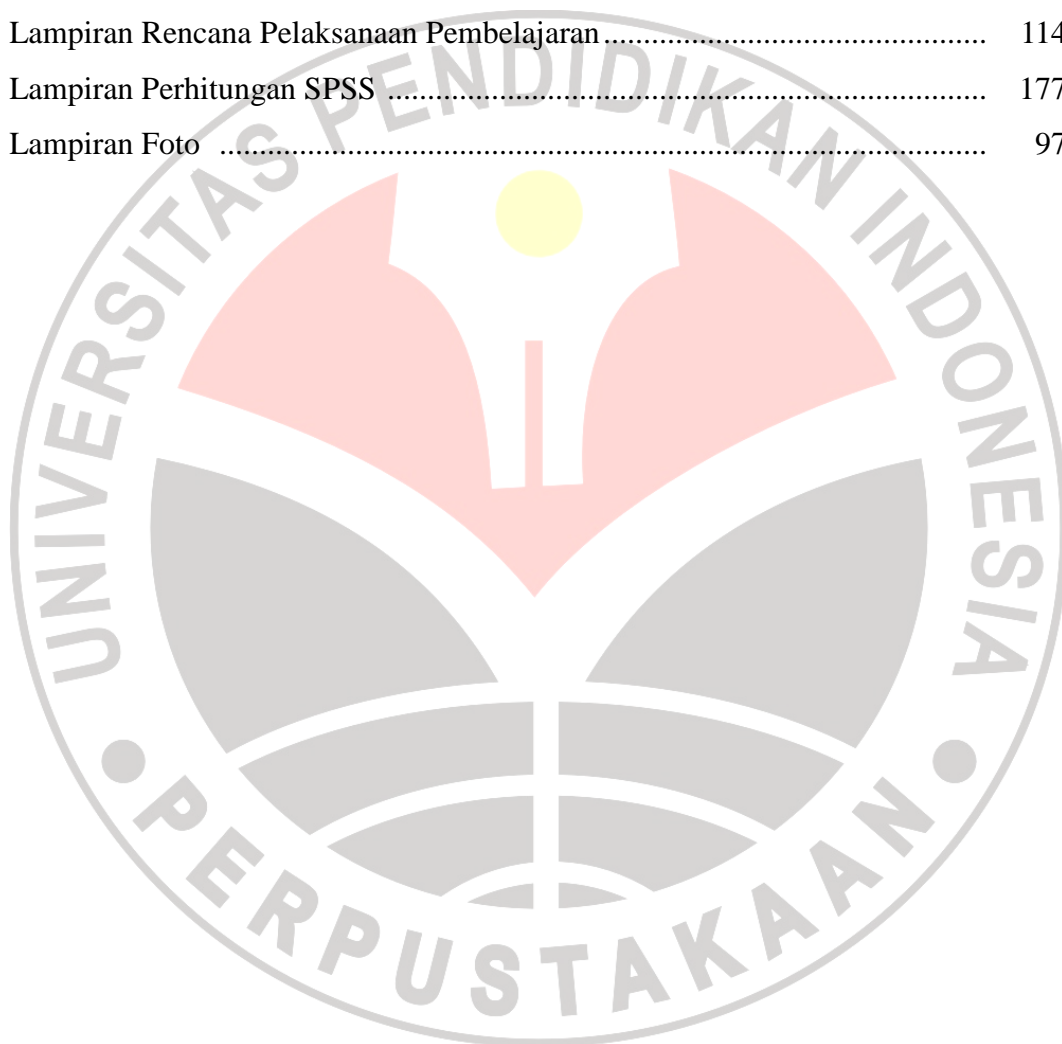 Lampiran Rencana Pelaksanaan Pembelajaran................................................ 114
Lampiran Perhitungan SPSS ............................................................................ 177
Lampiran Foto ................................................................................................ 97
UNIVERSITAS PENDIDIKAN INDONESIA
PERPUSTAKAAN